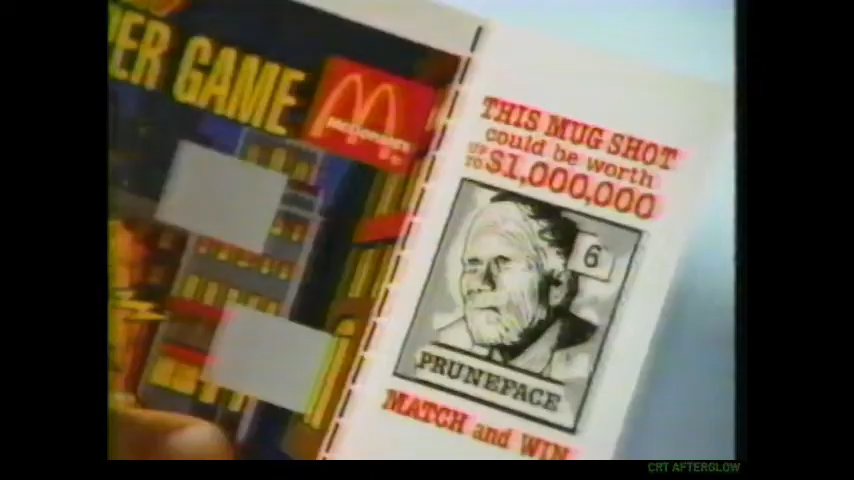 ER GAME
McDonald's
THIS MUG SHOT
could be worth
UP TO $1,000,000
6
PRUNEFACE
MATCH and WIN
CRT AFTERGLOW